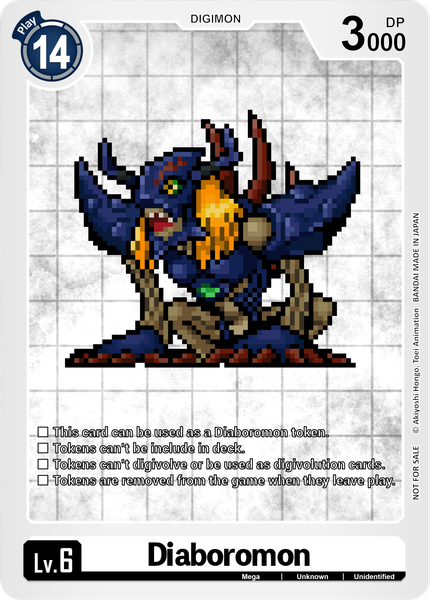 Play
14
DIGIMON
3000
DP
□ This card can be used as a Diaboromon token.
□ Tokens can't be include in deck.
□ Tokens can't digivolve or be used as digivolution cards.
□ Tokens are removed from the game when they leave play.
NOT FOR SALE © Akiyoshi Hongo. Toei Animation BANDAI MADE IN JAPAN
Lv.6
Diaboromon
Mega | Unknown | Unidentified